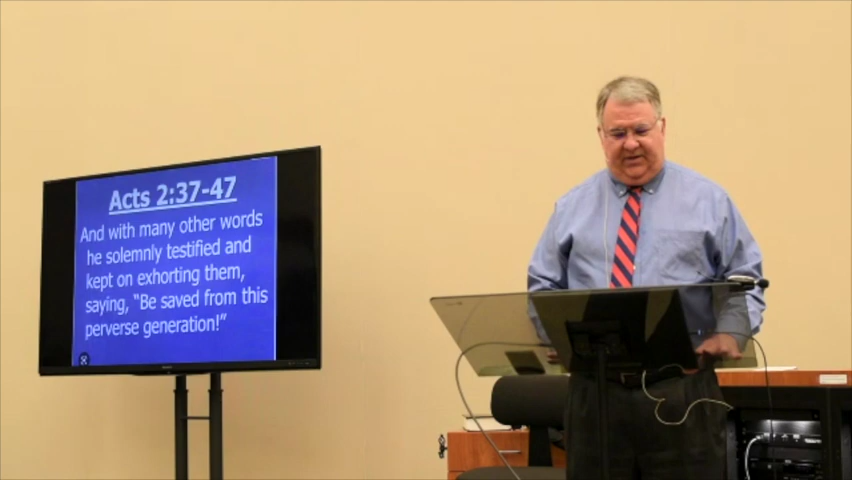 Acts 2:37-47
And with many other words
he solemnly testified and
kept on exhorting them,
saying, “Be saved from this
perverse generation!”